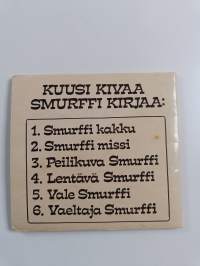 KUUSI KIVAA
SMURFFI KIRJAA:
1. Smurffi kakku
2. Smurffi missi
3. Peilikuva Smurffi
4. Lentävä Smurffi
5. Vale Smurffi
6. Vaeltaja Smurffi